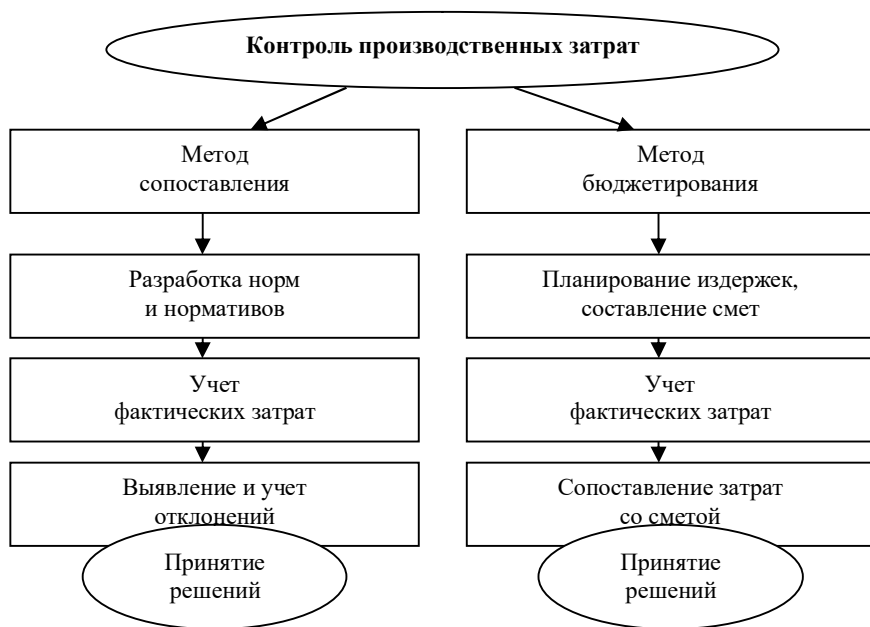 Контроль производственных затрат
Метод
сопоставления
Разработка норм
и нормативов
Учет
фактических затрат
Выявление и учет
отклонений
Принятие
решений
Метод
бюджетирования
Планирование издержек,
составление смет
Учет
фактических затрат
Сопоставление затрат
со сметой
Принятие
решений